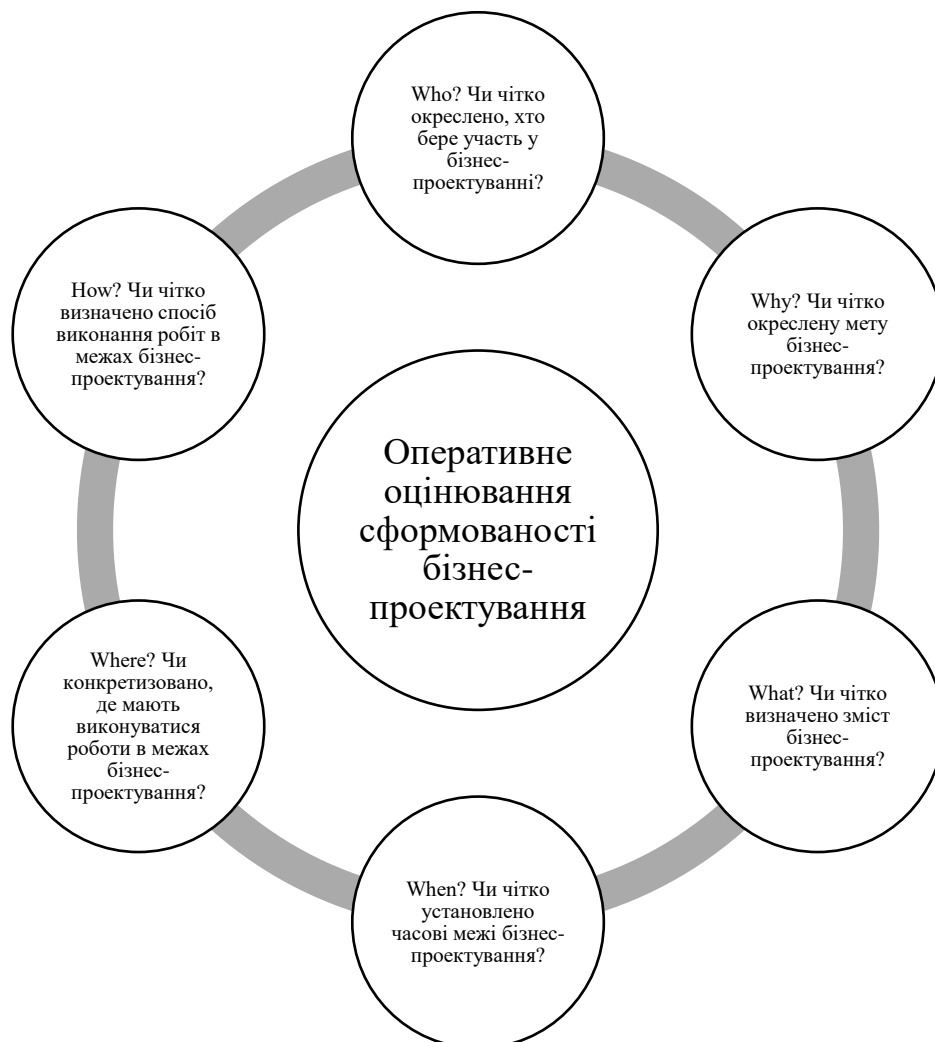 Who? Чи чітко
окреслено, хто
бере участь у
бізнес-
проектуванні?
Why? Чи чітко
окреслену мету
бізнес-
проектування?
What? Чи чітко
визначено зміст
бізнес-
проектування?
When? Чи чітко
установлено
часові межі бізнес-
проектування?
Where? Чи
конкретизовано,
де мають
виконуватися
роботи в межах
бізнес-
проектування?
How? Чи чітко
визначено спосіб
виконання робіт в
межах бізнес-
проектування?
Оперативне
оцінювання
сформованості
бізнес-
проектування